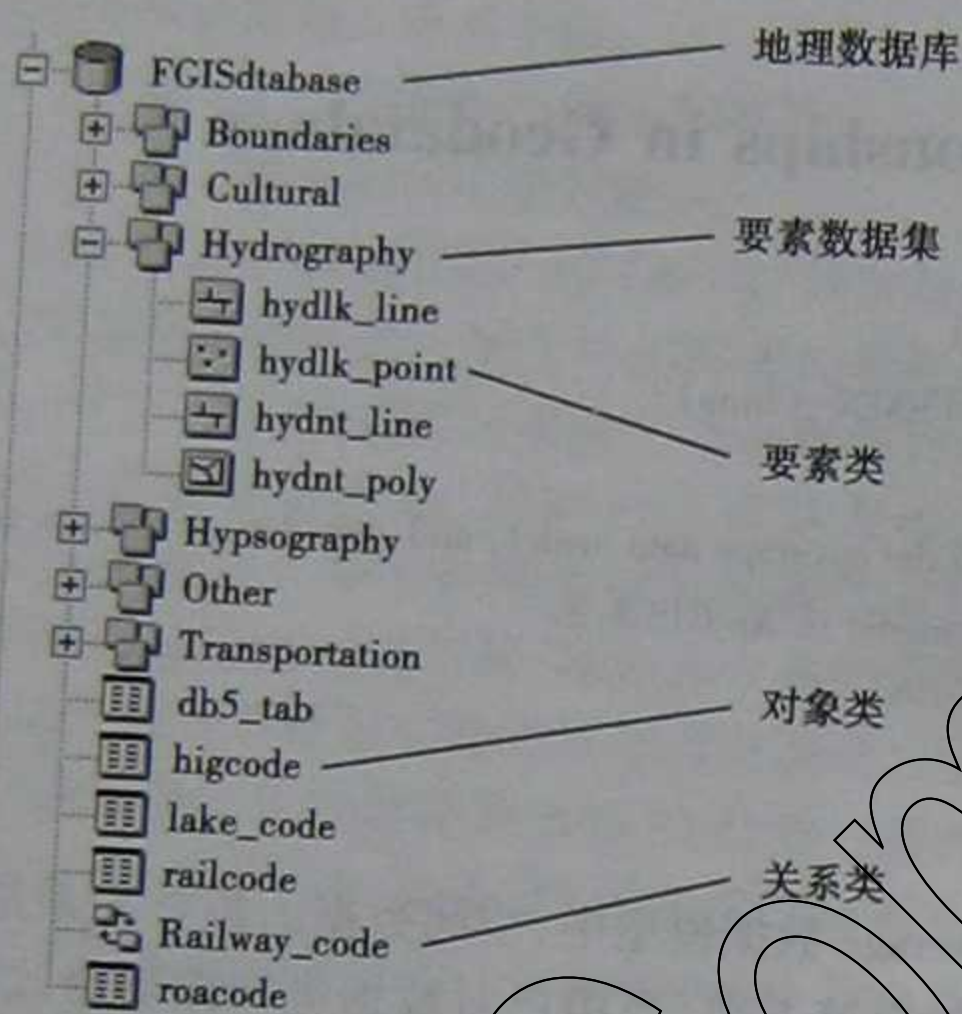 FGISdtabase 地理数据库
Boundaries
Cultural
Hydrography 要素数据集
hydlk_line
hydlk_point 要素类
hydnt_line
hydnt_poly
Hypsography
Other
Transportation
db5_tab 对象类
higcode
lake_code
railcode 关系类
Railway_code
roacode